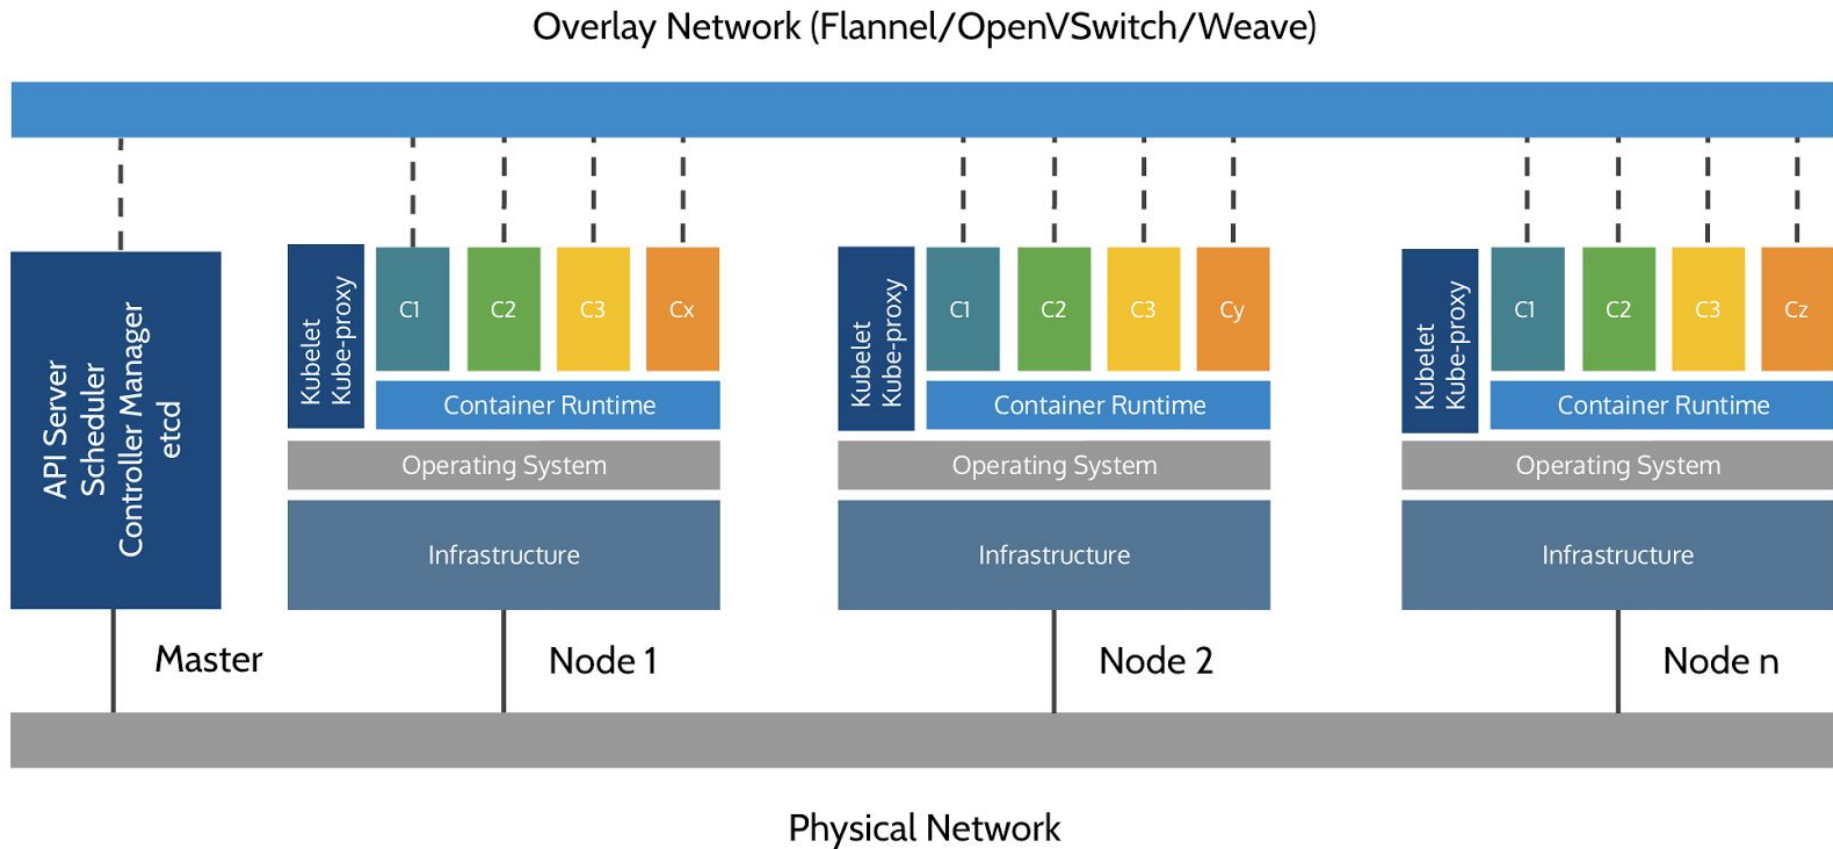 Overlay Network (Flannel/OpenVSwitch/Weave)
API Server
Scheduler
Controller Manager
etcd
Master
Kubelet
Kube-proxy
C1
C2
C3
Cx
Container Runtime
Operating System
Infrastructure
Node 1
Kubelet
Kube-proxy
C1
C2
C3
Cy
Container Runtime
Operating System
Infrastructure
Node 2
Kubelet
Kube-proxy
C1
C2
C3
Cz
Container Runtime
Operating System
Infrastructure
Node n
Physical Network